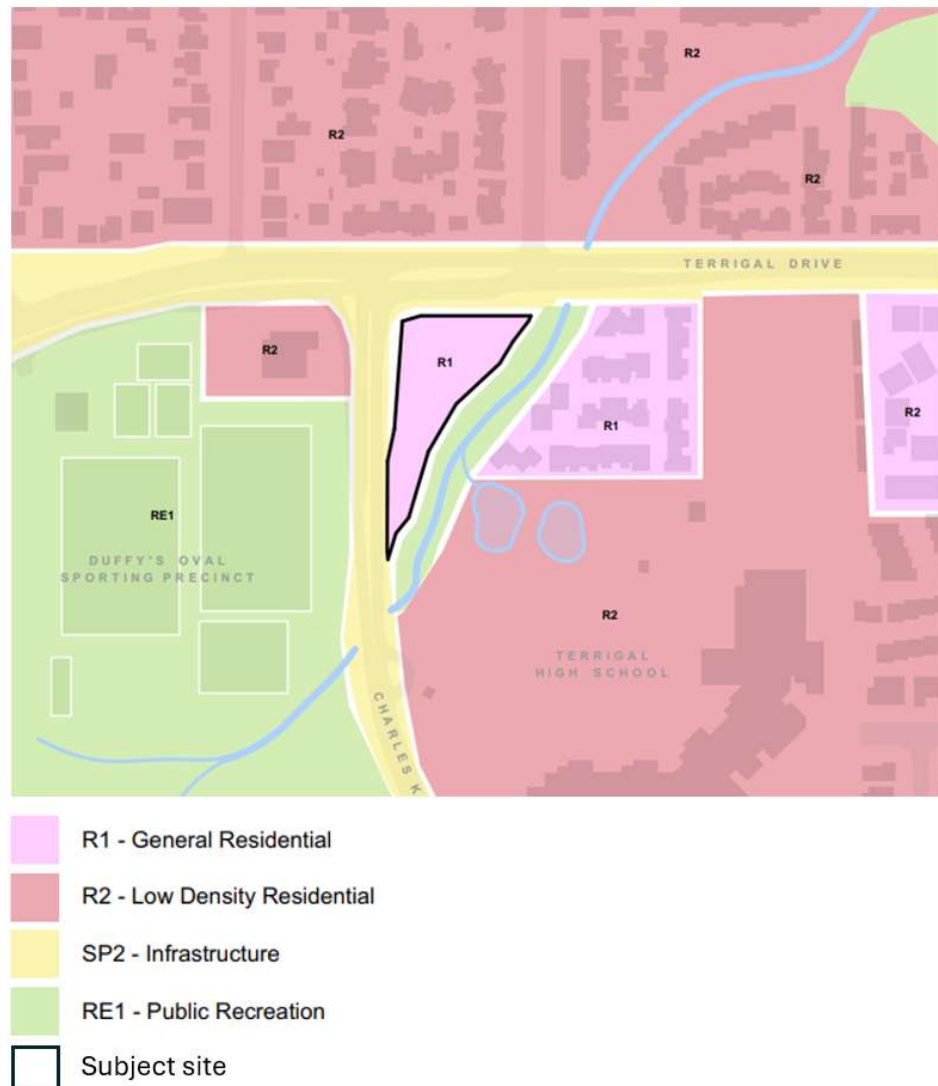 R2
R2
R2
TERRIGAL DRIVE
R2
R1
R2
R1
RE1
DUFFY'S OVAL
SPORTING PRECINCT
R2
TERRIGAL
HIGH SCHOOL
CHARLES K
R1 - General Residential
R2 - Low Density Residential
SP2 - Infrastructure
RE1 - Public Recreation
Subject site